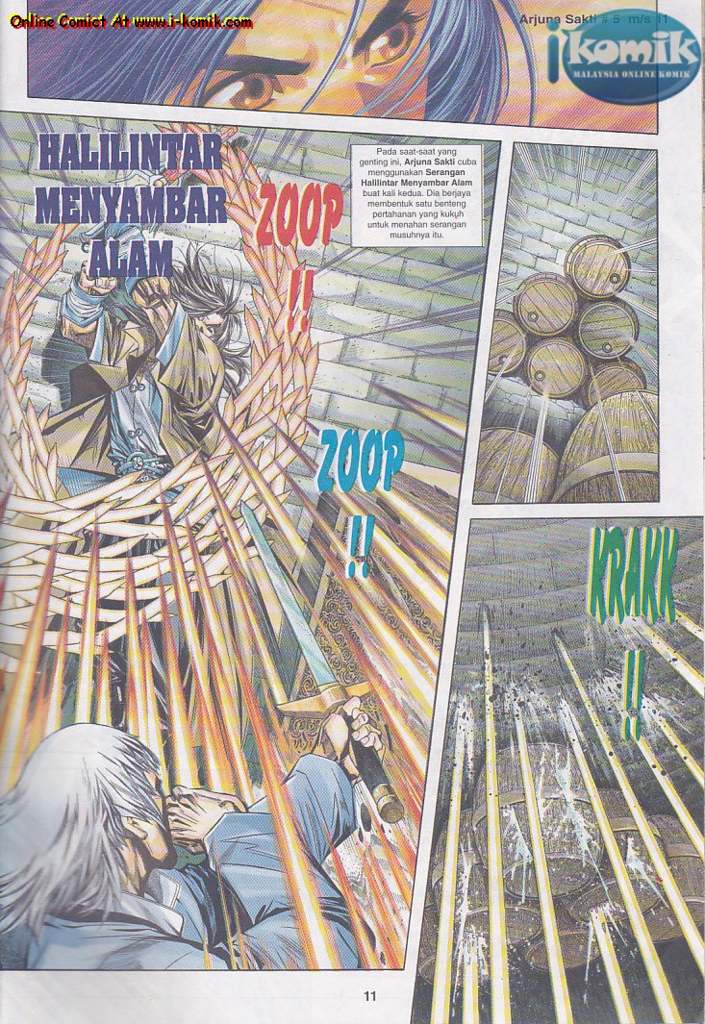 Online Comict At www.i-komik.com
Arjuna Sakti # 5 m/s 11
i komik
MALAYSIA ONLINE KOMIK
HALILINTAR
MENYAMBAR
ALAM
ZOOP
!!
Pada saat-saat yang
genting ini, Arjuna Sakti cuba
menggunakan Serangan
Halilintar Menyambar Alam
buat kali kedua. Dia berjaya
membentuk satu benteng
pertahanan yang kukuh
untuk menahan serangan
musuhnya itu.
ZOOP
!!
KRAKK
!!
11